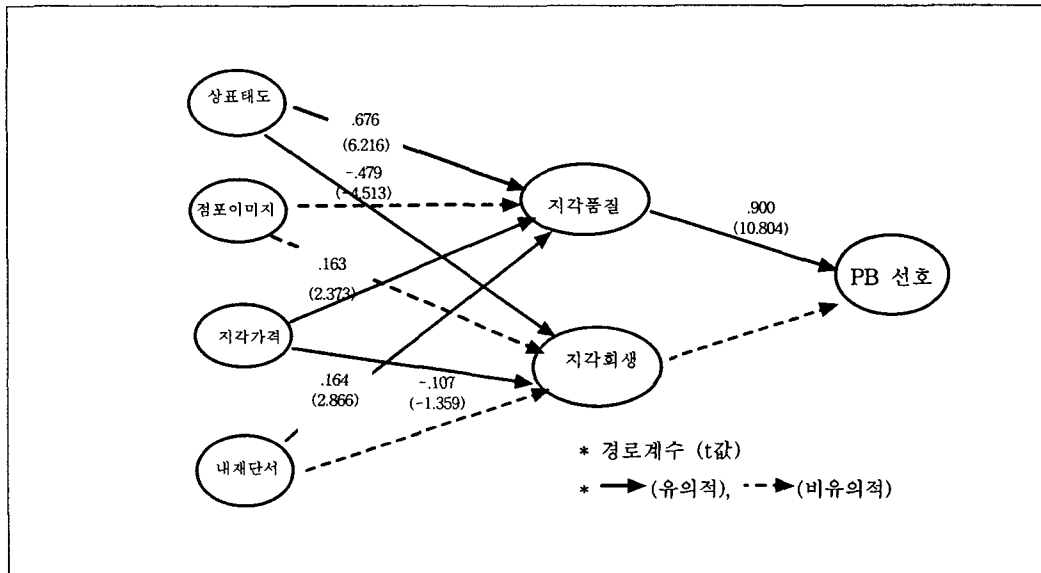 상표태도
.676
(6.216)
-.479
(-4.513)
점포이미지
지각품질
.900
(10.804)
.163
(2.373)
PB 선호
지각가격
지각희생
.164
(2.866)
-.107
(-1.359)
내재단서
* 경로계수 (t값)
* (유의적), (비유의적)